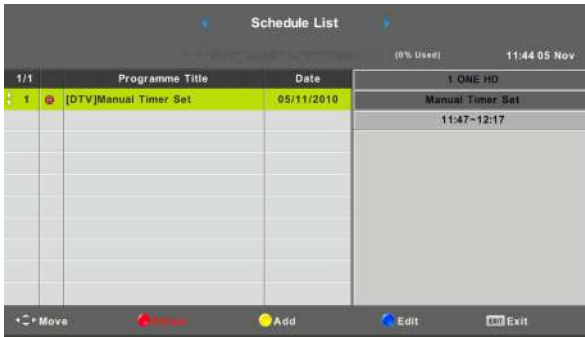 Schedule List
(0% Used) 11:44 05 Nov
1/1 Programme Title Date 1 ONE HD
1 [DTV]Manual Timer Set 05/11/2010 Manual Timer Set
11:47~12:17
Move Delete Add Edit EXIT Exit